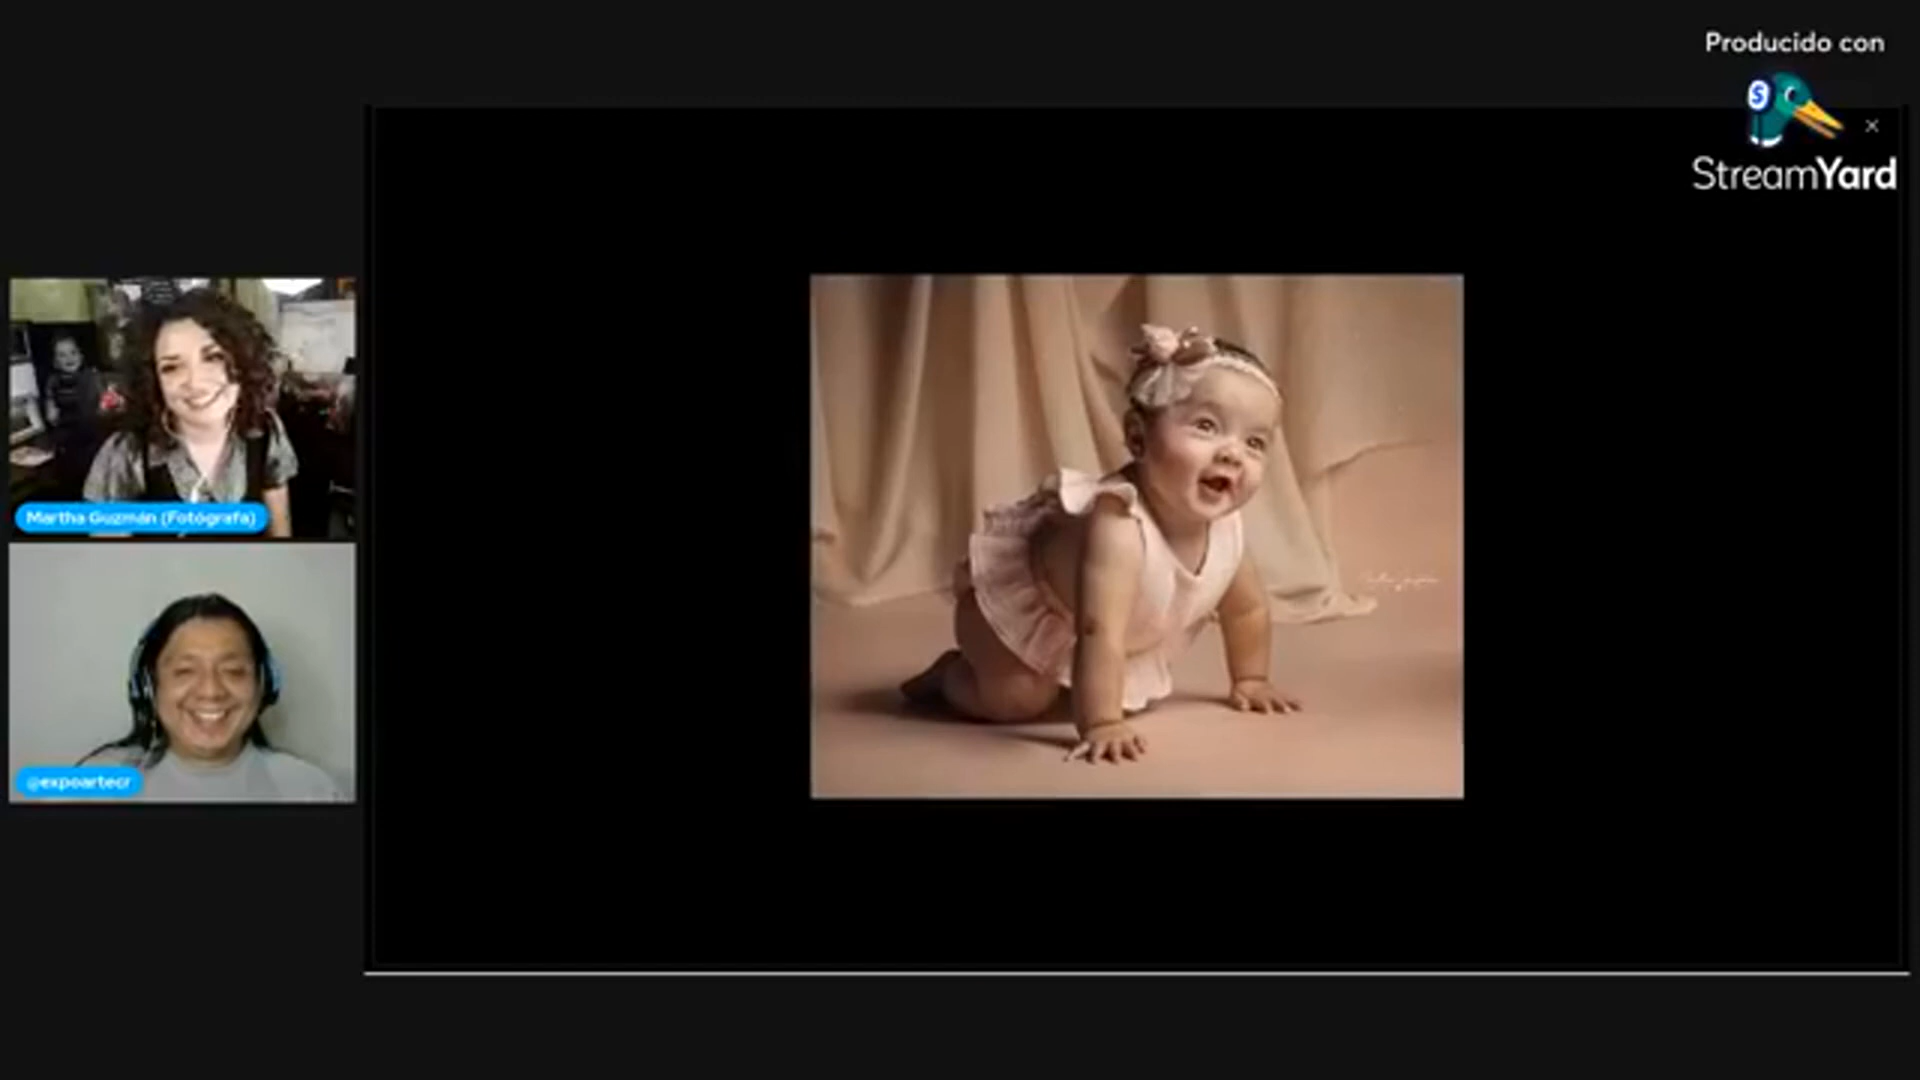 Producido con
S
StreamYard
Martha Guzmán (Fotógrafa)
@expoartecr